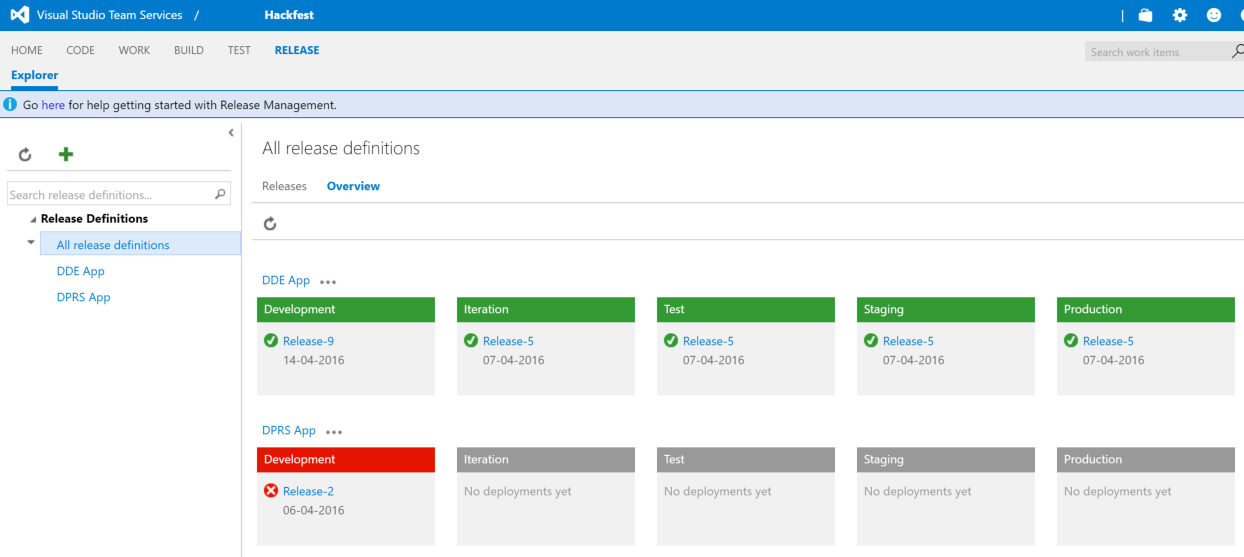 Visual Studio Team Services / Hackfest
HOME CODE WORK BUILD TEST RELEASE
Search work items
Explorer
Go here for help getting started with Release Management.
All release definitions
Search release definitions...
Releases Overview
Release Definitions
All release definitions
DDE App
DPRS App
DDE App
Development Iteration Test Staging Production
Release-9 Release-5 Release-5 Release-5 Release-5
14-04-2016 07-04-2016 07-04-2016 07-04-2016 07-04-2016
DPRS App
Development Iteration Test Staging Production
Release-2 No deployments yet No deployments yet No deployments yet No deployments yet
06-04-2016